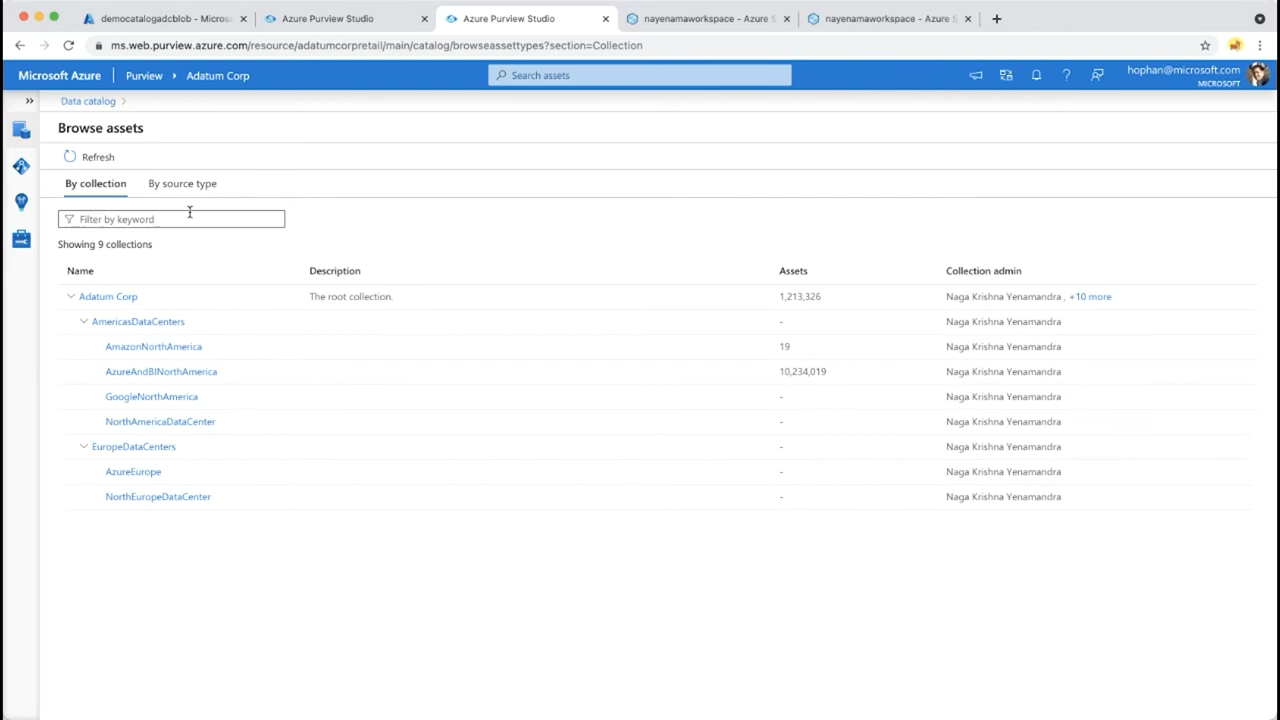 democatalogadcblob - Microso
Azure Purview Studio
Azure Purview Studio
nayenamaworkspace - Azure S
nayenamaworkspace - Azure S
ms.web.purview.azure.com/resource/adatumcorpretail/main/catalog/browseassettypes?section=Collection
Microsoft Azure Purview Adatum Corp
Search assets
hophan@microsoft.com
MICROSOFT
Data catalog
Browse assets
Refresh
By collection By source type
Filter by keyword
Showing 9 collections
Name Description Assets Collection admin
Adatum Corp The root collection. 1,213,326 Naga Krishna Yenamandra , +10 more
AmericasDataCenters - Naga Krishna Yenamandra
AmazonNorthAmerica 19 Naga Krishna Yenamandra
AzureAndBINorthAmerica 10,234,019 Naga Krishna Yenamandra
GoogleNorthAmerica - Naga Krishna Yenamandra
NorthAmericaDataCenter - Naga Krishna Yenamandra
EuropeDataCenters - Naga Krishna Yenamandra
AzureEurope - Naga Krishna Yenamandra
NorthEuropeDataCenter - Naga Krishna Yenamandra